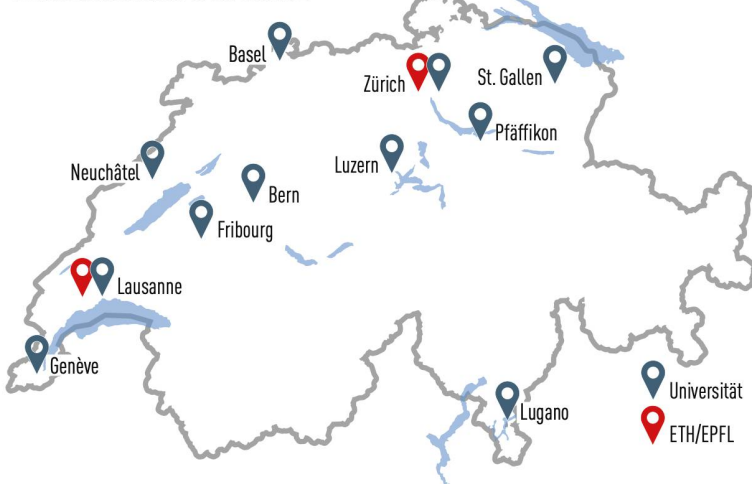 Basel
Zürich
St. Gallen
Pfäffikon
Luzern
Neuchâtel
Bern
Fribourg
Lausanne
Genève
Lugano
Universität
ETH/EPFL